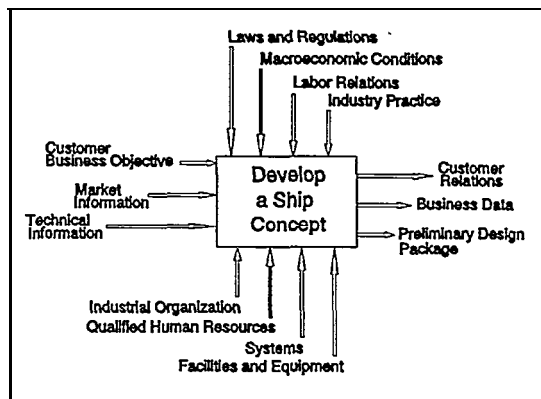 Laws and Regulations
Macroeconomic Conditions
Labor Relations
Industry Practice
Customer
Business Objective
Market
Information
Technical
Information
Develop
a Ship
Concept
Customer
Relations
Business Data
Preliminary Design
Package
Industrial Organization
Qualified Human Resources
Systems
Facilities and Equipment